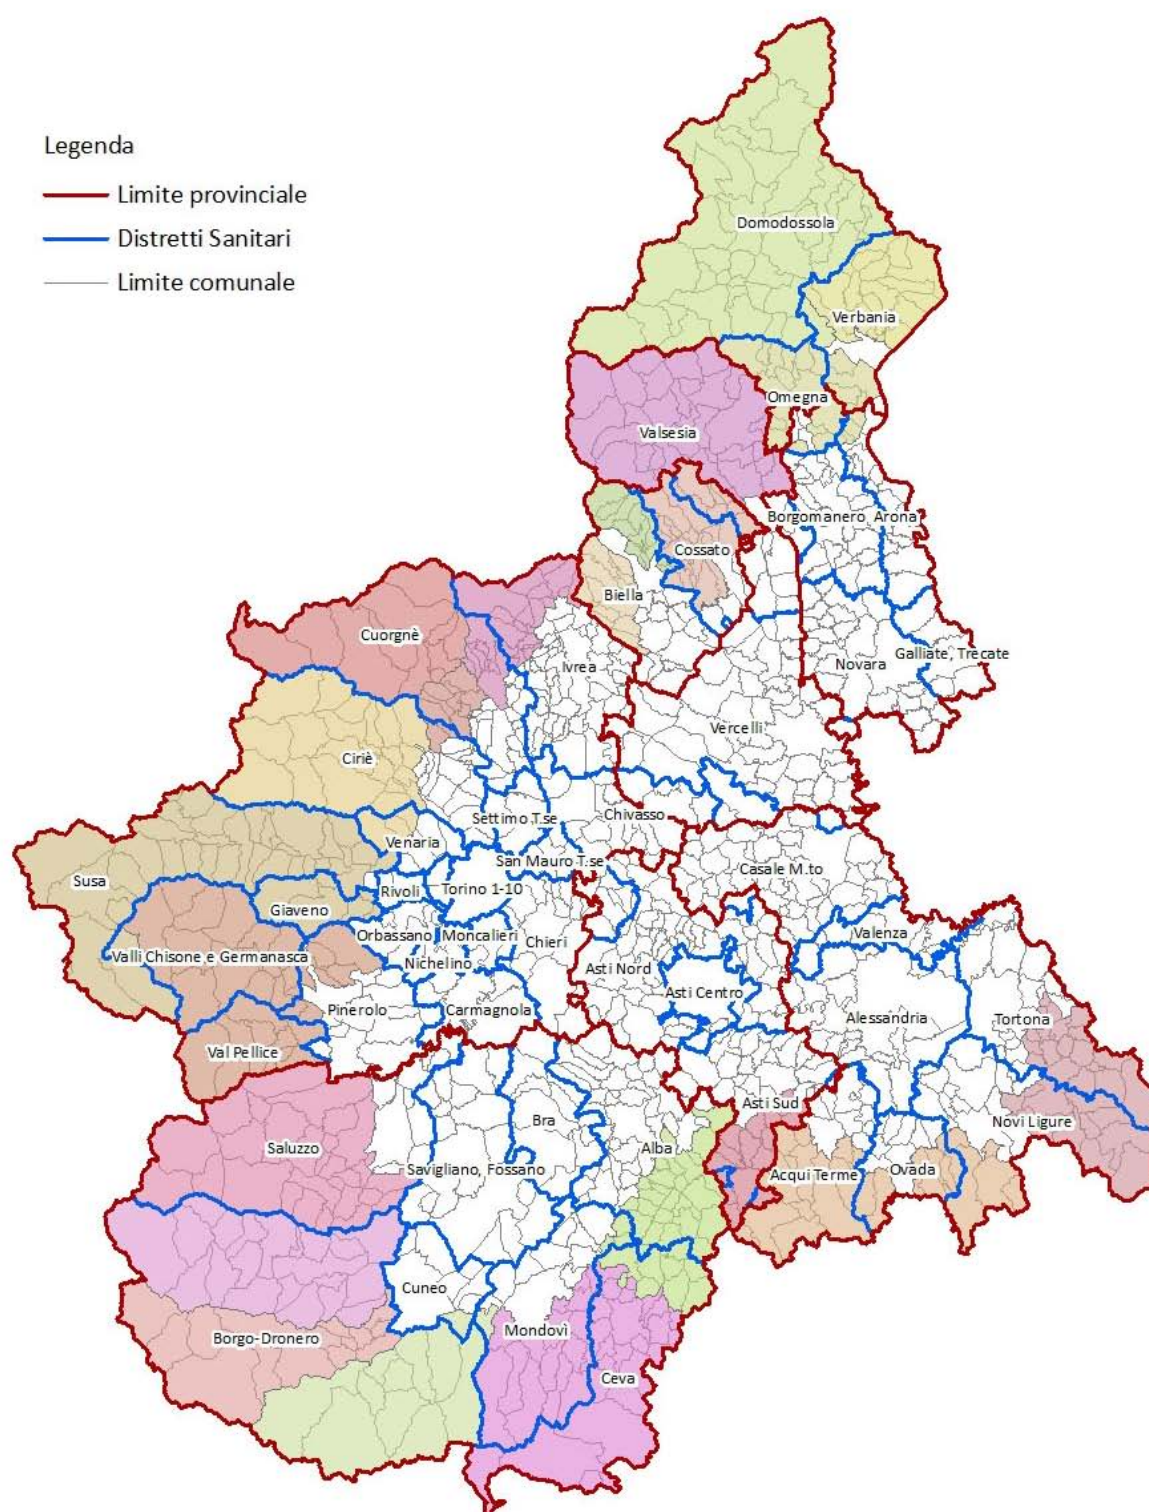 Legenda
Limite provinciale
Distretti Sanitari
Limite comunale
Domodossola
Verbania
Omegna
Valsesia
Borgomanero
Arona
Cossato
Biella
Cuorgnè
Ivrea
Novara
Galliate, Trecate
Vercelli
Ciriè
Settimo T.se
Chivasso
Venaria
San Mauro T.se
Casale M.to
Susa
Rivoli
Torino 1-10
Giaveno
Orbassano
Moncalieri
Chieri
Valenza
Valli Chisone e Germanasca
Nichelino
Asti Nord
Asti Centro
Pinerolo
Carmagnola
Alessandria
Tortona
Val Pellice
Asti Sud
Bra
Novi Ligure
Saluzzo
Alba
Savigliano, Fossano
Acqui Terme
Ovada
Cuneo
Borgo-Dronero
Mondovì
Ceva